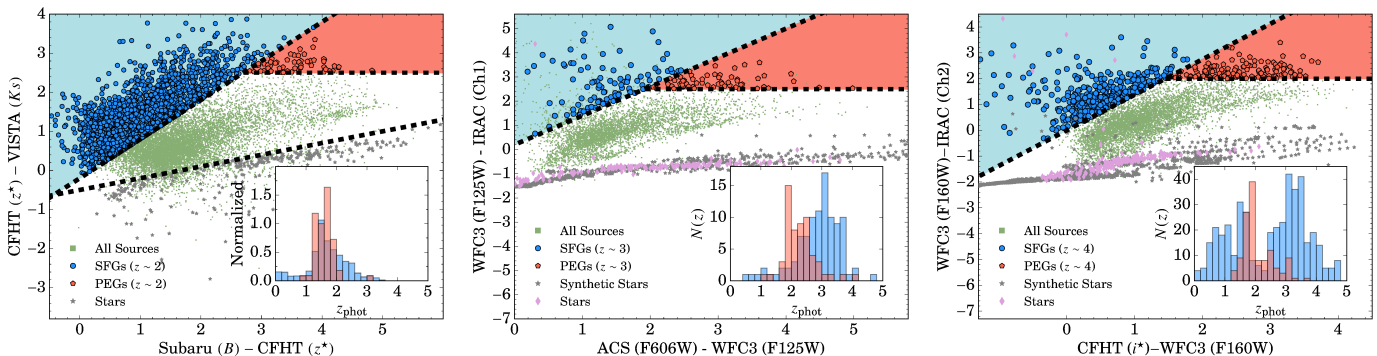 CFHT (z⋆) – VISTA (Ks)
4
3
2
1
0
−1
−2
−3
All Sources
SFGs (z ~ 2)
PEGs (z ~ 2)
Stars
Normalized
1.5
1.0
0.5
0.0
0 1 2 3 4 5
zphot
0 1 2 3 4 5
Subaru (B) – CFHT (z⋆)
WFC3 (F125W) - IRAC (Ch1)
5
4
3
2
1
0
−1
−2
−3
−4
−5
−6
−7
All Sources
SFGs (z ~ 3)
PEGs (z ~ 3)
Synthetic Stars
Stars
N(z)
15
10
5
0
0 1 2 3 4 5
zphot
0 1 2 3 4 5
ACS (F606W) - WFC3 (F125W)
WFC3 (F160W)−IRAC (Ch2)
5
4
3
2
1
0
−1
−2
−3
−4
−5
−6
−7
All Sources
SFGs (z ~ 4)
PEGs (z ~ 4)
Synthetic Stars
Stars
N(z)
40
30
20
10
0
0 1 2 3 4 5
zphot
0 1 2 3 4
CFHT (i⋆)−WFC3 (F160W)